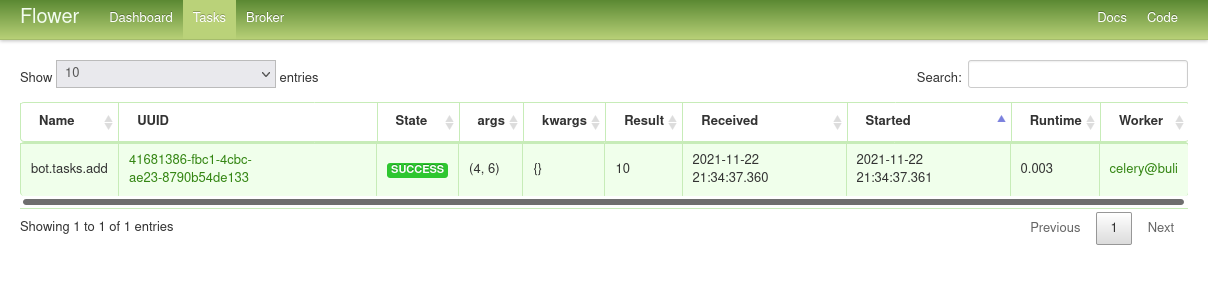 Flower Dashboard Tasks Broker Docs Code
Show 10 entries Search:
Name UUID State args kwargs Result Received Started Runtime Worker
bot.tasks.add 41681386-fbc1-4cbc-ae23-8790b54de133 SUCCESS (4, 6) {} 10 2021-11-22 21:34:37.360 2021-11-22 21:34:37.361 0.003 celery@buli
Showing 1 to 1 of 1 entries Previous 1 Next